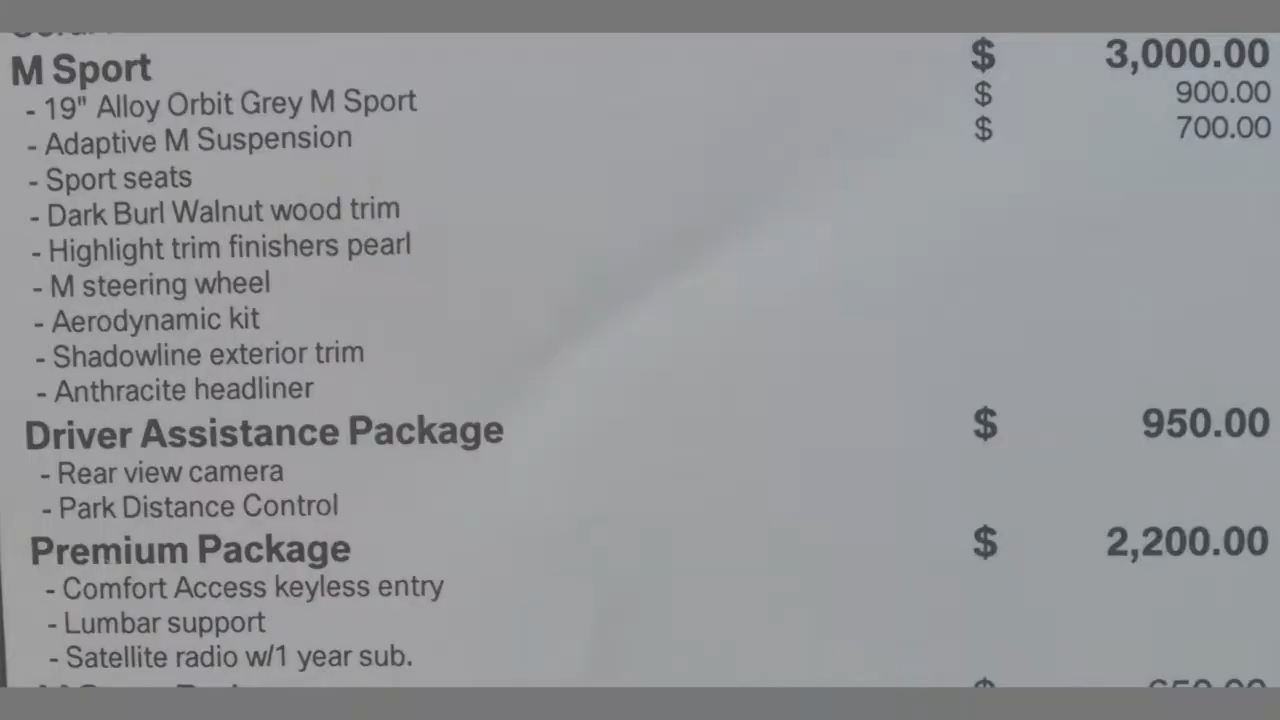 M Sport $ 3,000.00
- 19" Alloy Orbit Grey M Sport $ 900.00
- Adaptive M Suspension $ 700.00
- Sport seats
- Dark Burl Walnut wood trim
- Highlight trim finishers pearl
- M steering wheel
- Aerodynamic kit
- Shadowline exterior trim
- Anthracite headliner
Driver Assistance Package $ 950.00
- Rear view camera
- Park Distance Control
Premium Package $ 2,200.00
- Comfort Access keyless entry
- Lumbar support
- Satellite radio w/1 year sub.